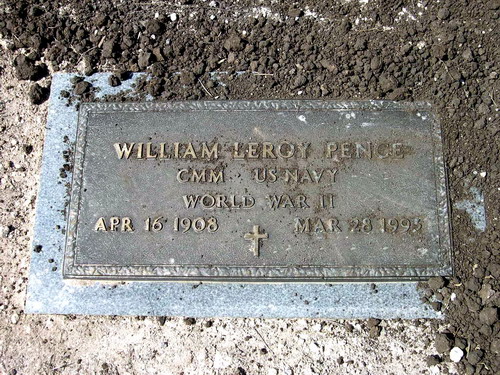 WILLIAM LEROY PENCE
CMM US NAVY
WORLD WAR II
APR 16 1908 MAR 28 1995